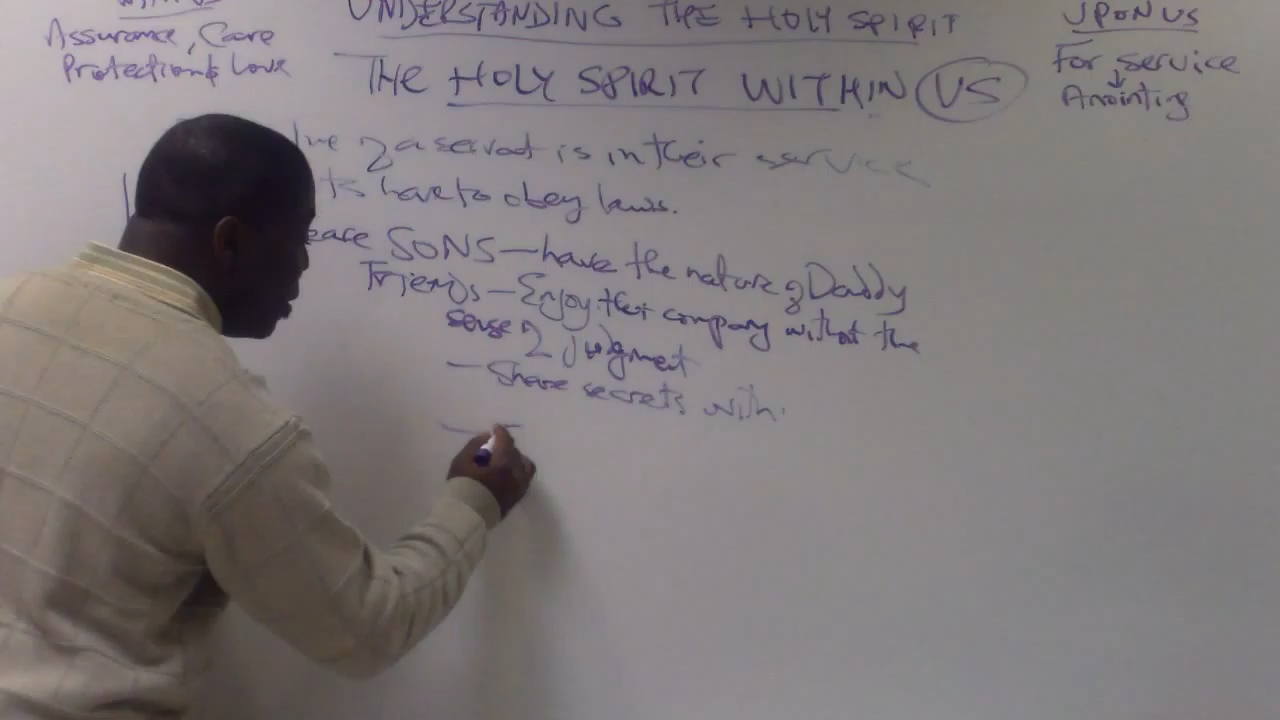 UNDERSTANDING THE HOLY SPIRIT
THE HOLY SPIRIT WITHIN US
Assurance, Care
Protection & Love
UPON US
For service
Anointing
a servant is in their service
have to obey laws.
SONS - have the nature of Daddy
Friends - Enjoy their company without the
sense of judgment
- Share secrets with.